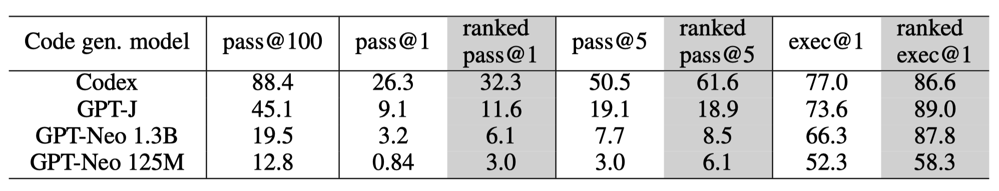 Code gen. model pass@100 pass@1 ranked pass@1 pass@5 ranked pass@5 exec@1 ranked exec@1
Codex 88.4 26.3 32.3 50.5 61.6 77.0 86.6
GPT-J 45.1 9.1 11.6 19.1 18.9 73.6 89.0
GPT-Neo 1.3B 19.5 3.2 6.1 7.7 8.5 66.3 87.8
GPT-Neo 125M 12.8 0.84 3.0 3.0 6.1 52.3 58.3